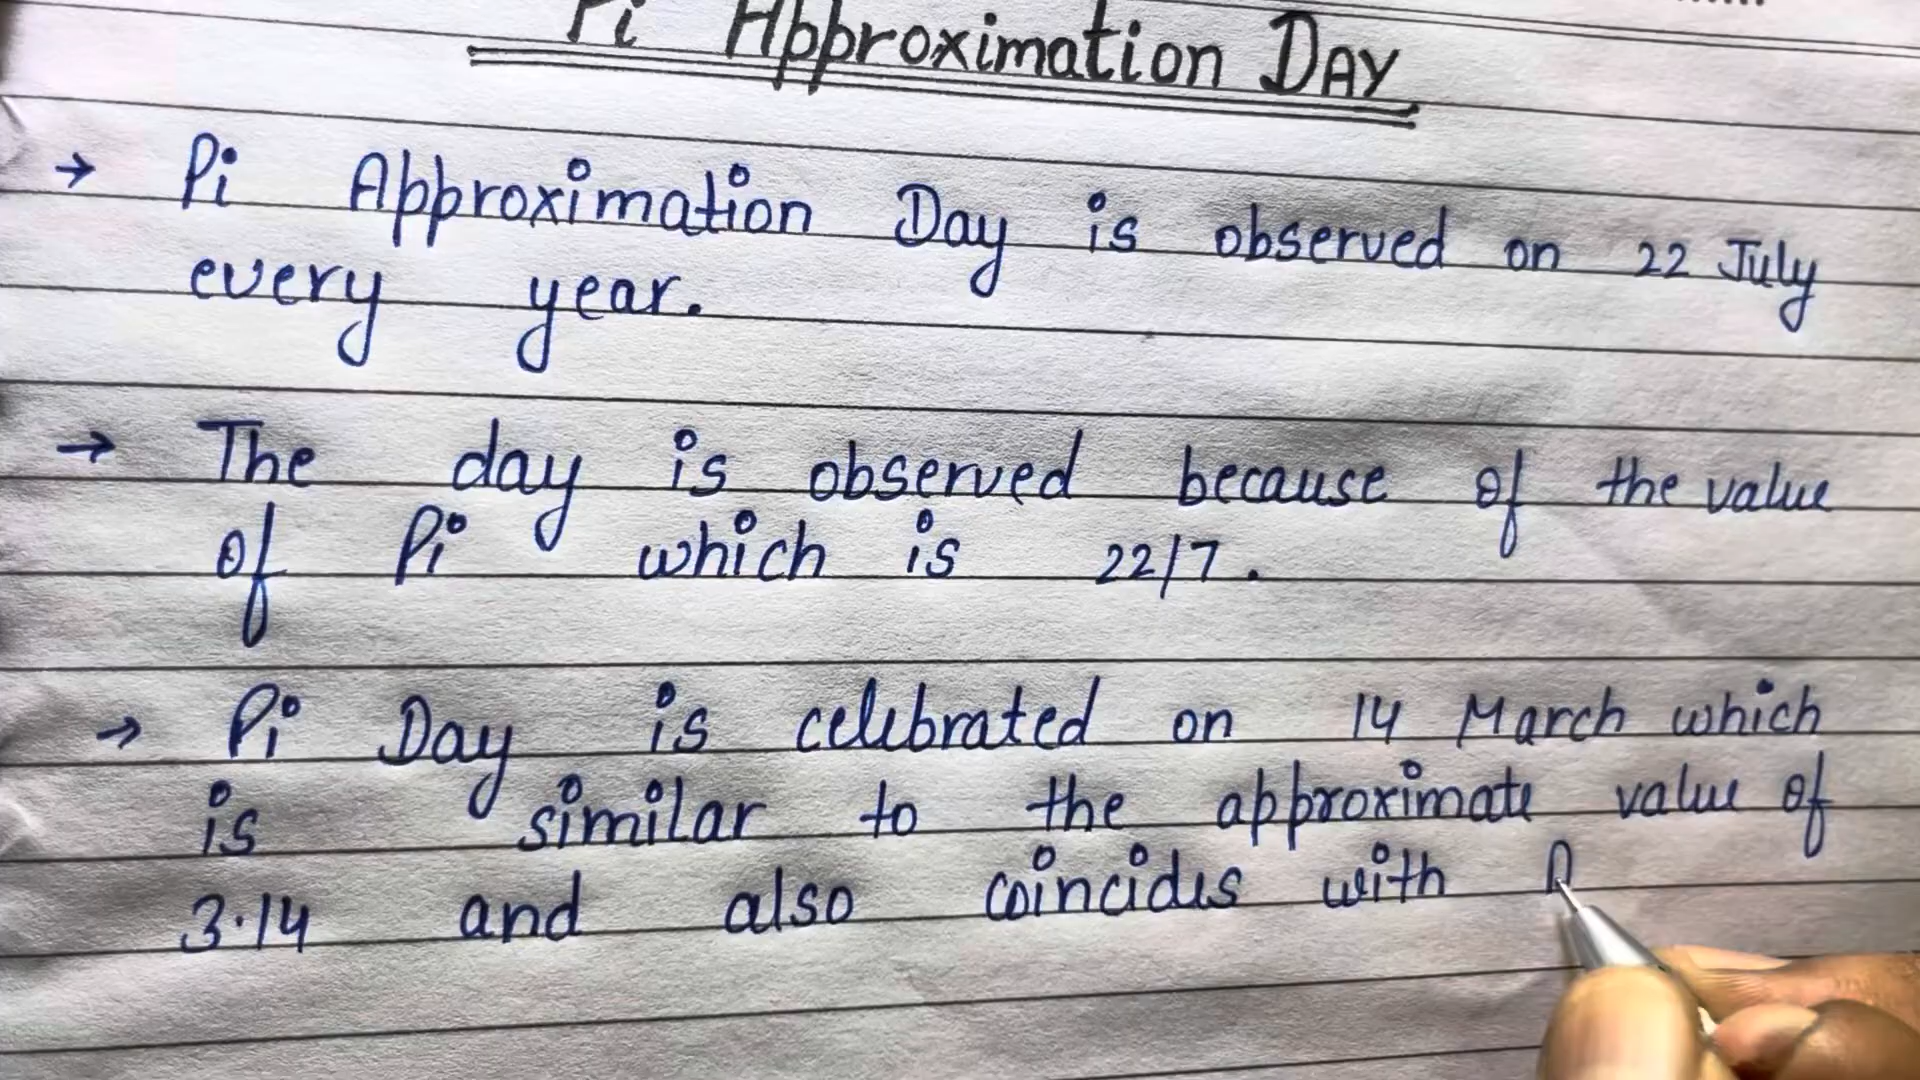 Pi Approximation DAY
→ Pi Approximation Day is observed on 22 July
every year.
→ The day is observed because of the value
of Pi which is 22/7.
→ Pi Day is celebrated on 14 March which
is similar to the approximate value of
3.14 and also coincides with